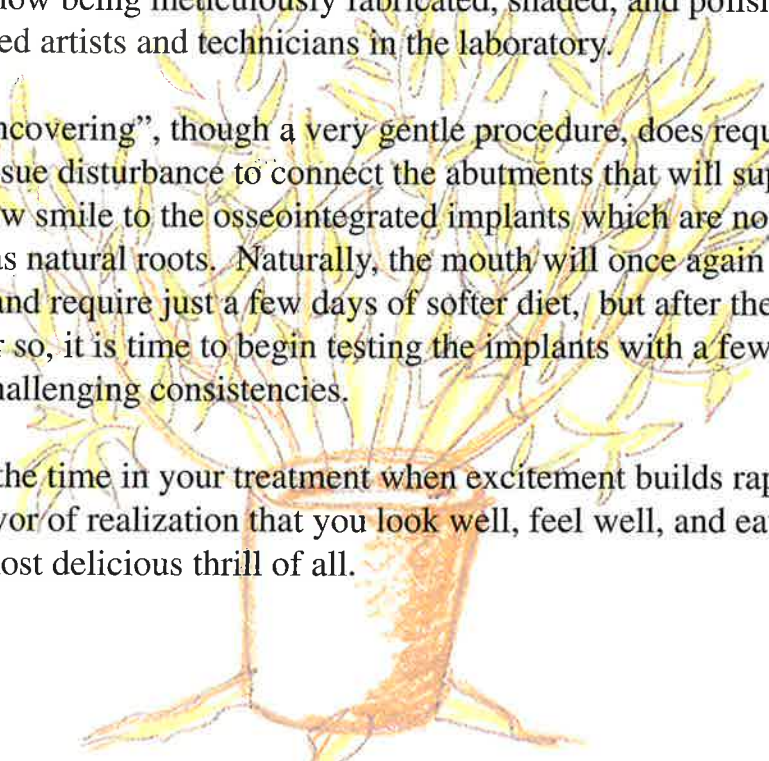 ow being meticulously fabricated, shaded, and polis
ed artists and technicians in the laboratory.
ncovering", though a very gentle procedure, does requ
sue disturbance to connect the abutments that will sup
w smile to the osseointegrated implants which are no
as natural roots. Naturally, the mouth will once again
and require just a few days of softer diet, but after the
r so, it is time to begin testing the implants with a few
hallenging consistencies.
the time in your treatment when excitement builds rap
vor of realization that you look well, feel well, and ea
ost delicious thrill of all.